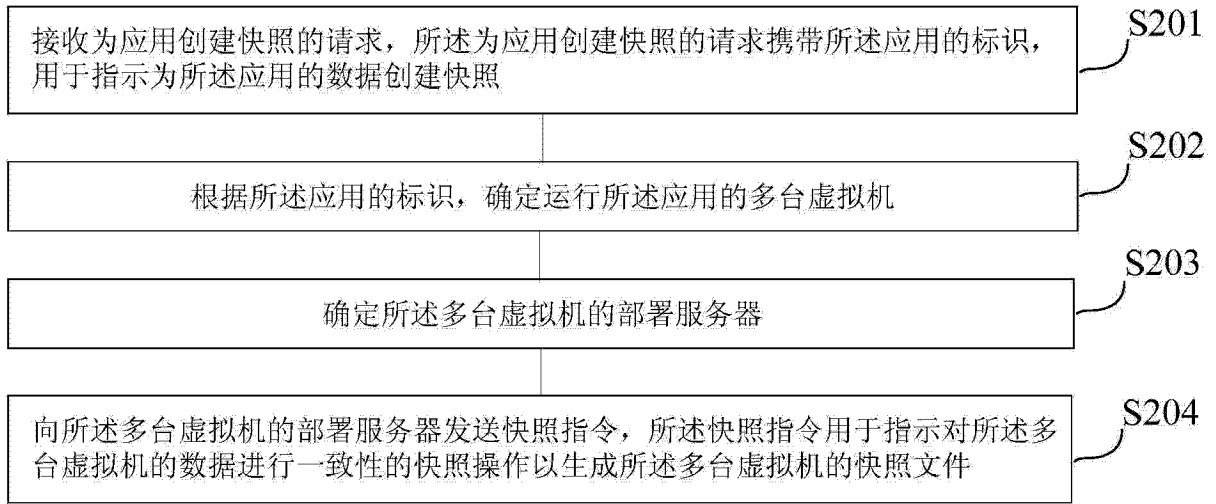 接收为应用创建快照的请求，所述为应用创建快照的请求携带所述应用的标识，
用于指示为所述应用的数据创建快照
S201
根据所述应用的标识，确定运行所述应用的多台虚拟机
S202
确定所述多台虚拟机的部署服务器
S203
向所述多台虚拟机的部署服务器发送快照指令，所述快照指令用于指示对所述多
台虚拟机的数据进行一致性的快照操作以生成所述多台虚拟机的快照文件
S204